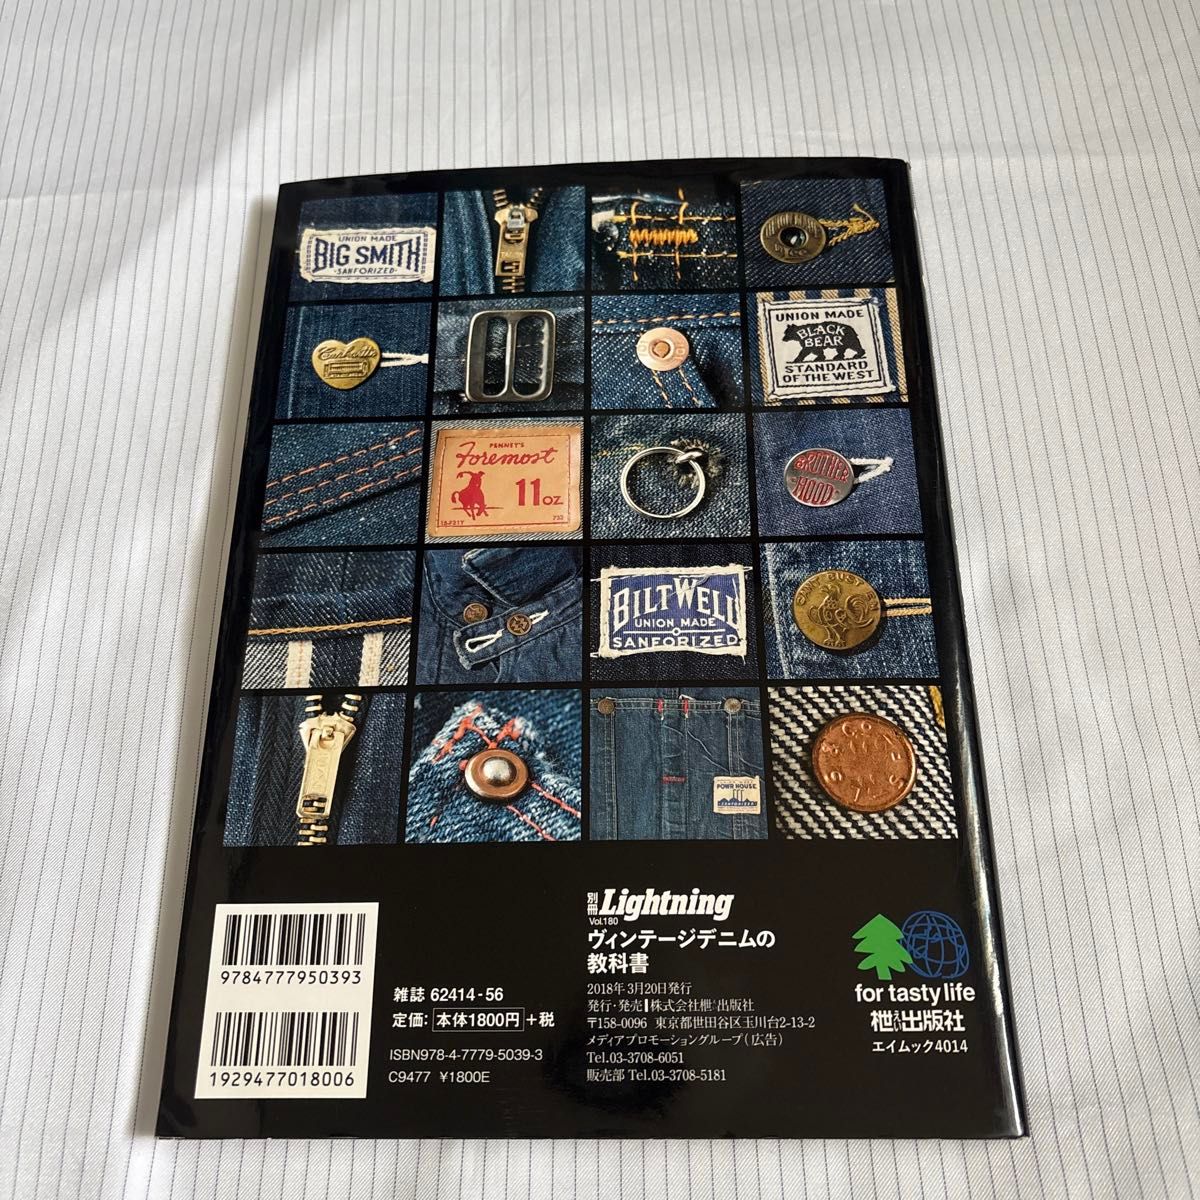 UNION MADE
BIG SMITH
-SANFORIZED-
Carhartt
UNION MADE
BLACK
BEAR
STANDARD
OF THE WEST
PENNEY'S
Foremost
11 OZ.
BROTHER
HOOD
BILTWELL
UNION MADE
SANFORIZED
CANT BUST EM
POWR HOUSE
別冊 Lightning
Vol.180
ヴィンテージデニムの
教科書
2018年3月20日発行
発行・発売 株式会社枻出版社
〒158-0096 東京都世田谷区玉川台2-13-2
メディアプロモーショングループ(広告)
Tel.03-3708-6051
販売部 Tel.03-3708-5181
9784777950393
1929477018006
雑誌 62414-56
定価: 本体1800円 +税
ISBN978-4-7779-5039-3
C9477 ¥1800E
for tasty life
枻出版社
エイムック4014